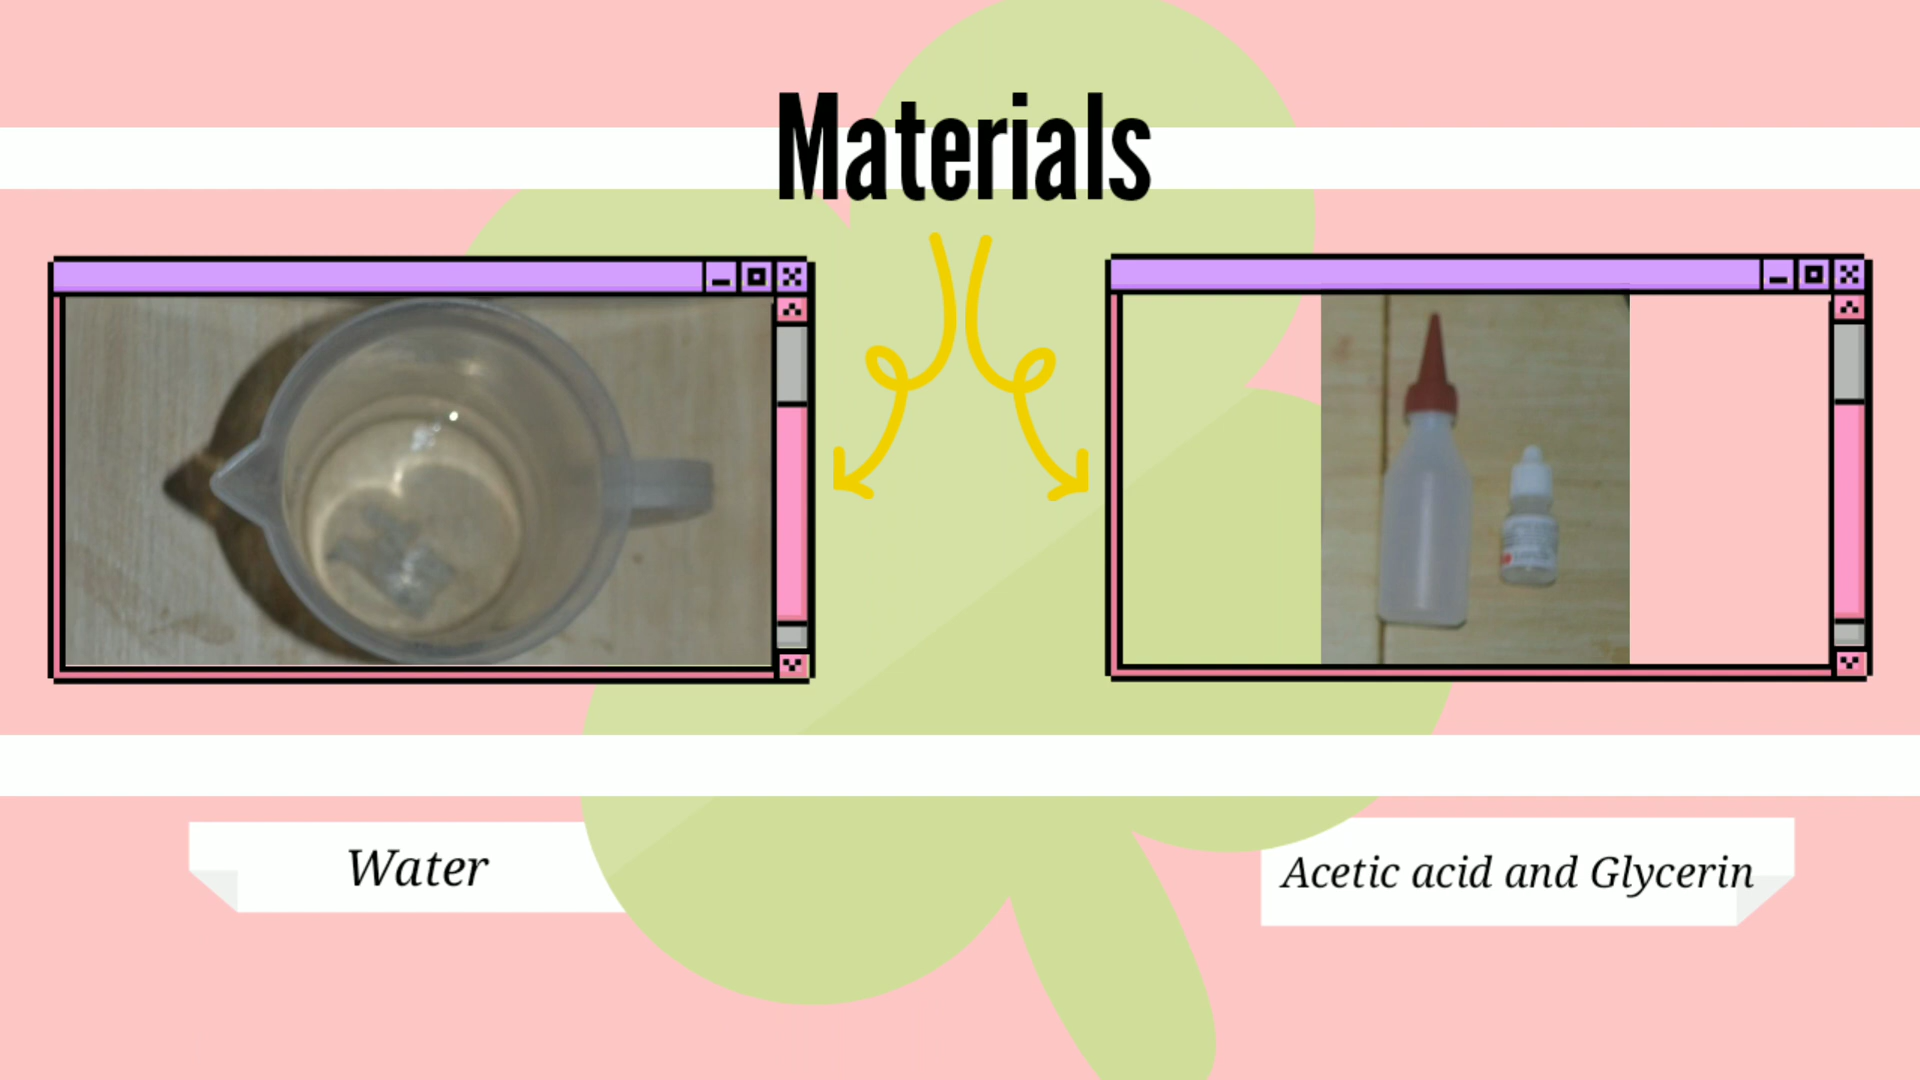 Materials
Water
Acetic acid and Glycerin